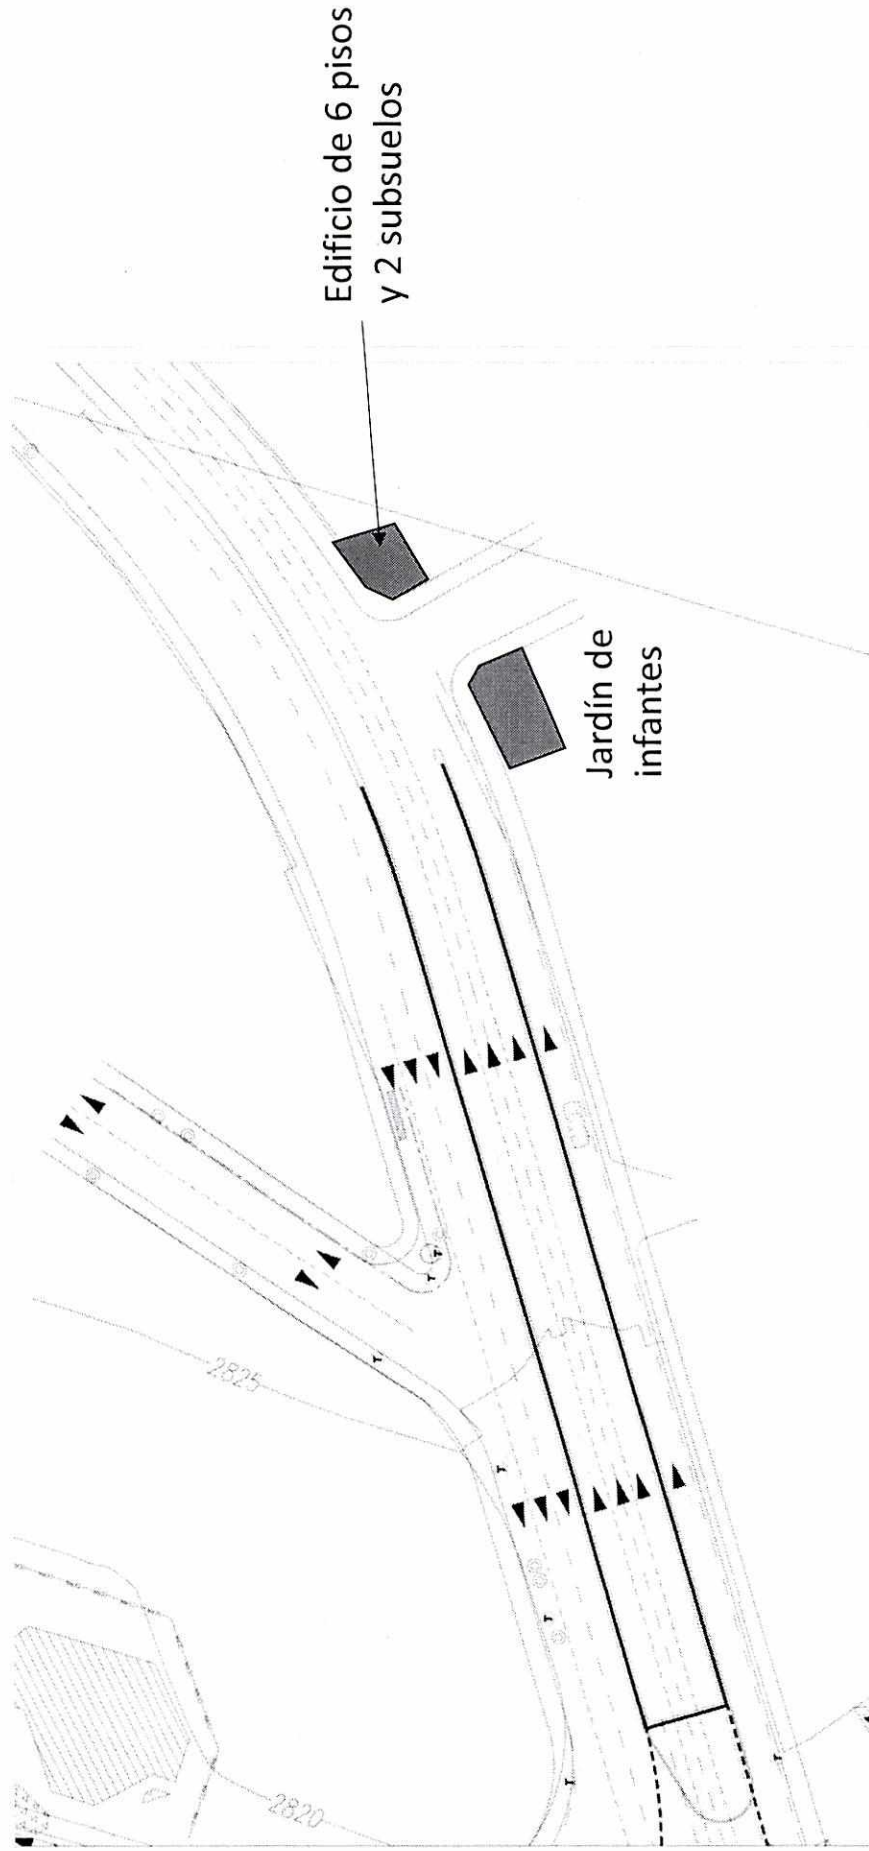 Edificio de 6 pisos
y 2 subsuelos
Jardín de
infantes
2825
2820